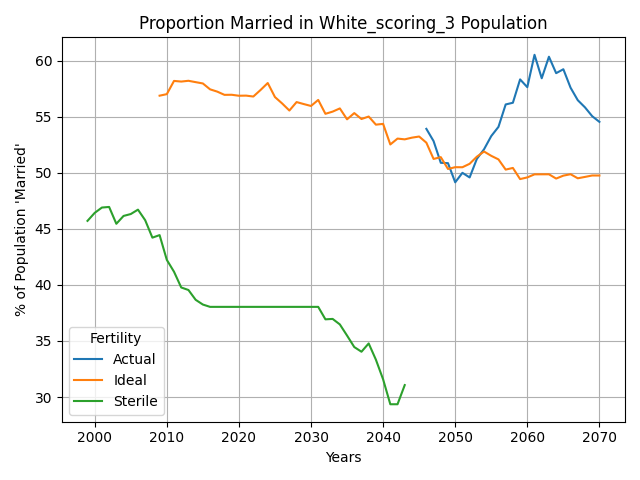 Proportion Married in White_scoring_3 Population
% of Population 'Married'
60
55
50
45
40
35
30
Fertility
Actual
Ideal
Sterile
2000 2010 2020 2030 2040 2050 2060 2070
Years